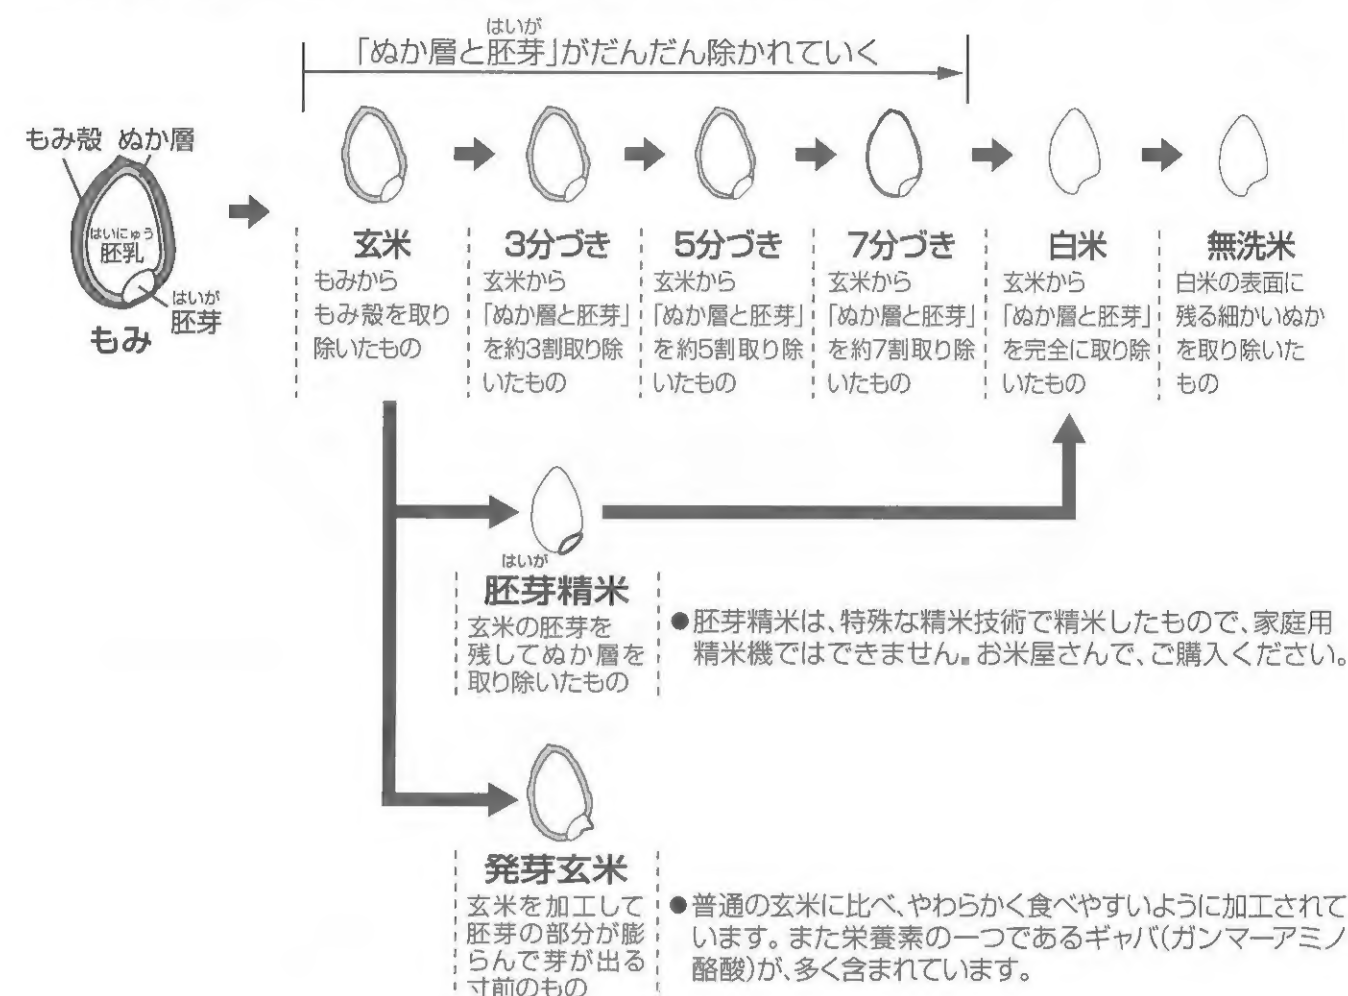 「ぬか層と胚芽」がだんだん除かれていく
はいが
もみ殻 ぬか層
はいにゅう
胚乳
はいが
胚芽
もみ
玄米
もみから
もみ殻を取り
除いたもの
3分づき
玄米から
「ぬか層と胚芽」
を約3割取り除
いたもの
5分づき
玄米から
「ぬか層と胚芽」
を約5割取り除
いたもの
7分づき
玄米から
「ぬか層と胚芽」
を約7割取り除
いたもの
白米
玄米から
「ぬか層と胚芽」
を完全に取り除
いたもの
無洗米
白米の表面に
残る細かいぬか
を取り除いた
もの
はいが
胚芽精米
玄米の胚芽を
残してぬか層を
取り除いたもの
●胚芽精米は、特殊な精米技術で精米したもので、家庭用
精米機ではできません。お米屋さんで、ご購入ください。
発芽玄米
玄米を加工して
胚芽の部分が膨
らんで芽が出る
寸前のもの
●普通の玄米に比べ、やわらかく食べやすいように加工されて
います。また栄養素の一つであるギャバ(ガンマーアミノ
酪酸)が、多く含まれています。